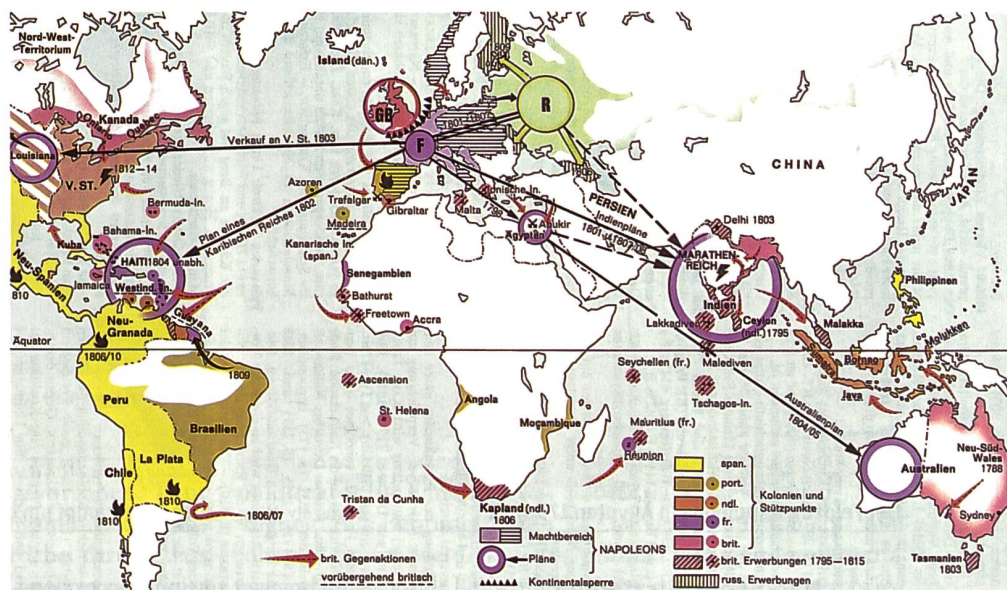 Nord-West-
Territorium
Island (dän.)
Kanada
Ontario
Quebec
Louisiana
V. ST.
1812–14
Verkauf an V. St. 1803
GB
F
R
1801
CHINA
JAPAN
Bermuda-In.
Bahama-In.
Kuba
Azoren
Trafalgar
Gibraltar
Madeira
Kanarische In.
(span.)
Malta
Ionische In.
1798
Abukir
Ägypten
PERSIEN
Indienpläne
1801 u. 1807/08
Delhi 1803
MARATHEN-
REICH
Indien
Plan eines
Karibischen Reiches 1802
HAITI 1804 unabh.
Jamaica
Westind. In.
Neu-Spanien
810
Neu-
Granada
Guayana
Senegambien
Bathurst
Freetown
Accra
Lakkadiven
Ceylon
(ndl.) 1795
Malakka
Philippinen
Äquator
1806/10
1809
Malediven
Seychellen (fr.)
Tschagos-In.
Sumatra
Borneo
Molukken
Java
Peru
Brasilien
Ascension
St. Helena
Angola
Moçambique
Mauritius (fr.)
Réunion
Australienplan
1804/05
Australien
Neu-Süd-
Wales
1788
Sydney
Tasmanien
1803
Chile
La Plata
1810
1810
1806/07
Tristan da Cunha
Kapland (ndl.)
1806
brit. Gegenaktionen
vorübergehend britisch
Machtbereich
Pläne
NAPOLEONS
Kontinentalsperre
span.
port.
ndl.
fr.
brit.
Kolonien und
Stützpunkte
brit. Erwerbungen 1795–1815
russ. Erwerbungen